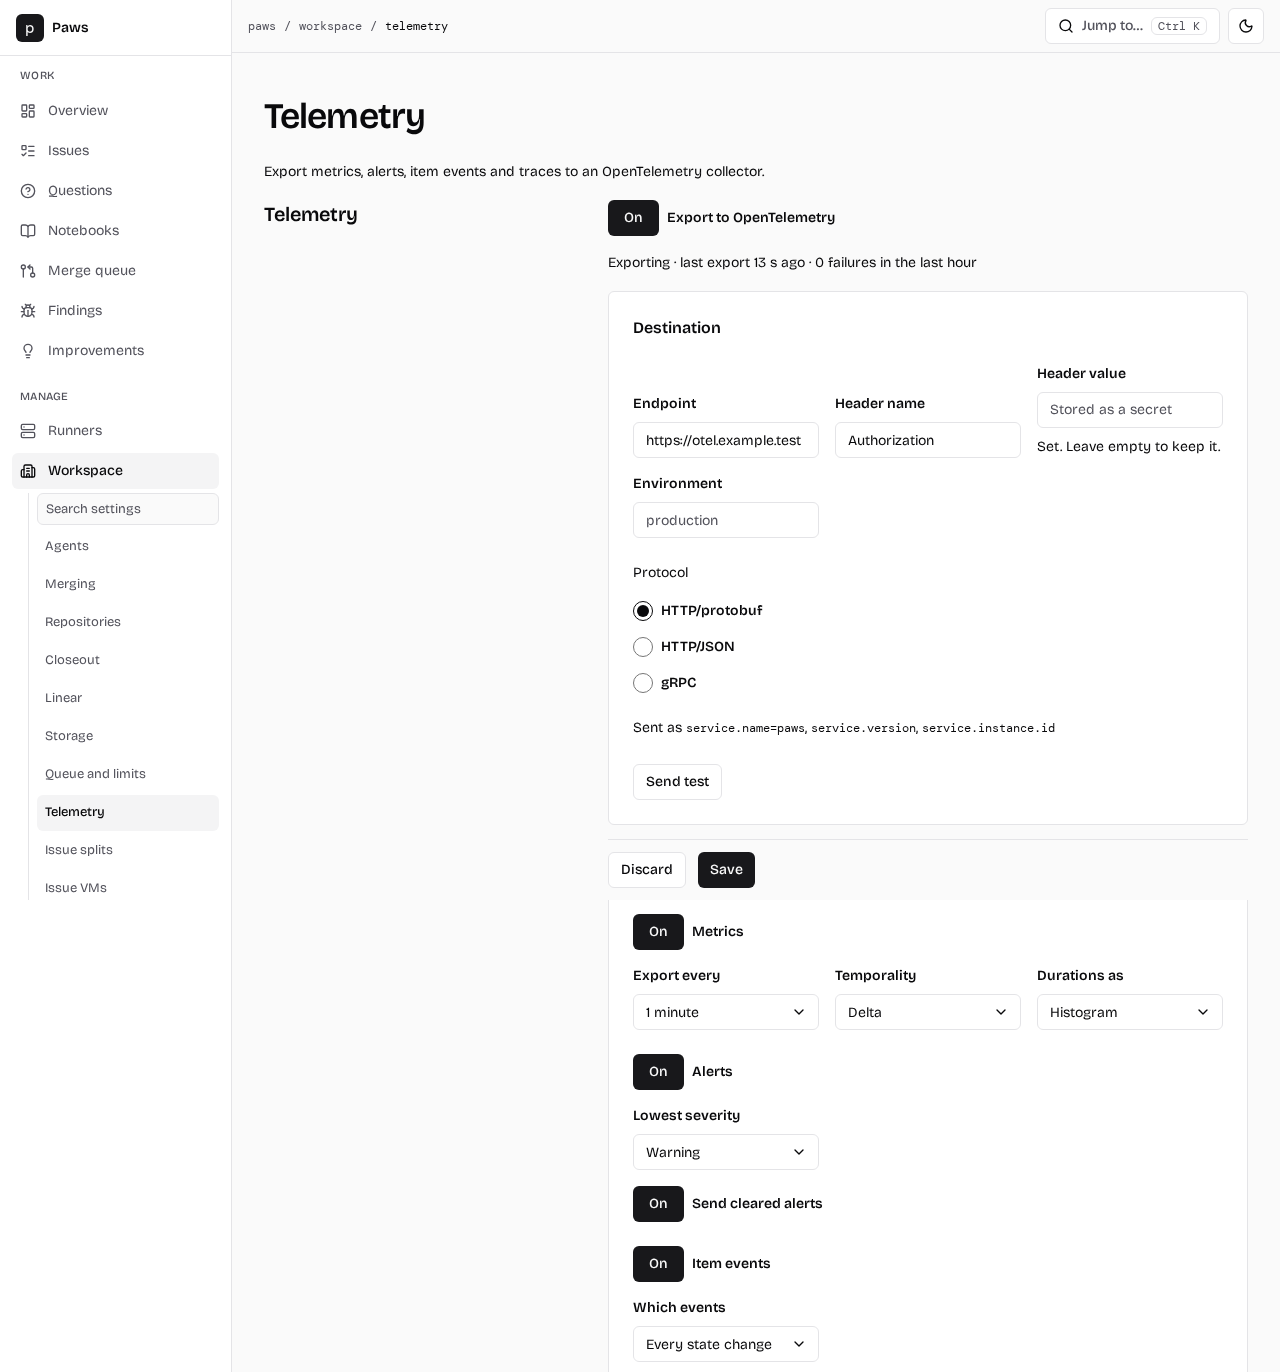 p Paws
paws / workspace / telemetry
Jump to... Ctrl K
WORK
Overview
Issues
Questions
Notebooks
Merge queue
Findings
Improvements
MANAGE
Runners
Workspace
Search settings
Agents
Merging
Repositories
Closeout
Linear
Storage
Queue and limits
Telemetry
Issue splits
Issue VMs
Telemetry
Export metrics, alerts, item events and traces to an OpenTelemetry collector.
Telemetry
On Export to OpenTelemetry
Exporting · last export 13 s ago · 0 failures in the last hour
Destination
Endpoint
https://otel.example.test
Header name
Authorization
Header value
Stored as a secret
Set. Leave empty to keep it.
Environment
production
Protocol
HTTP/protobuf
HTTP/JSON
gRPC
Sent as service.name=paws, service.version, service.instance.id
Send test
Discard Save
On Metrics
Export every
1 minute
Temporality
Delta
Durations as
Histogram
On Alerts
Lowest severity
Warning
On Send cleared alerts
On Item events
Which events
Every state change